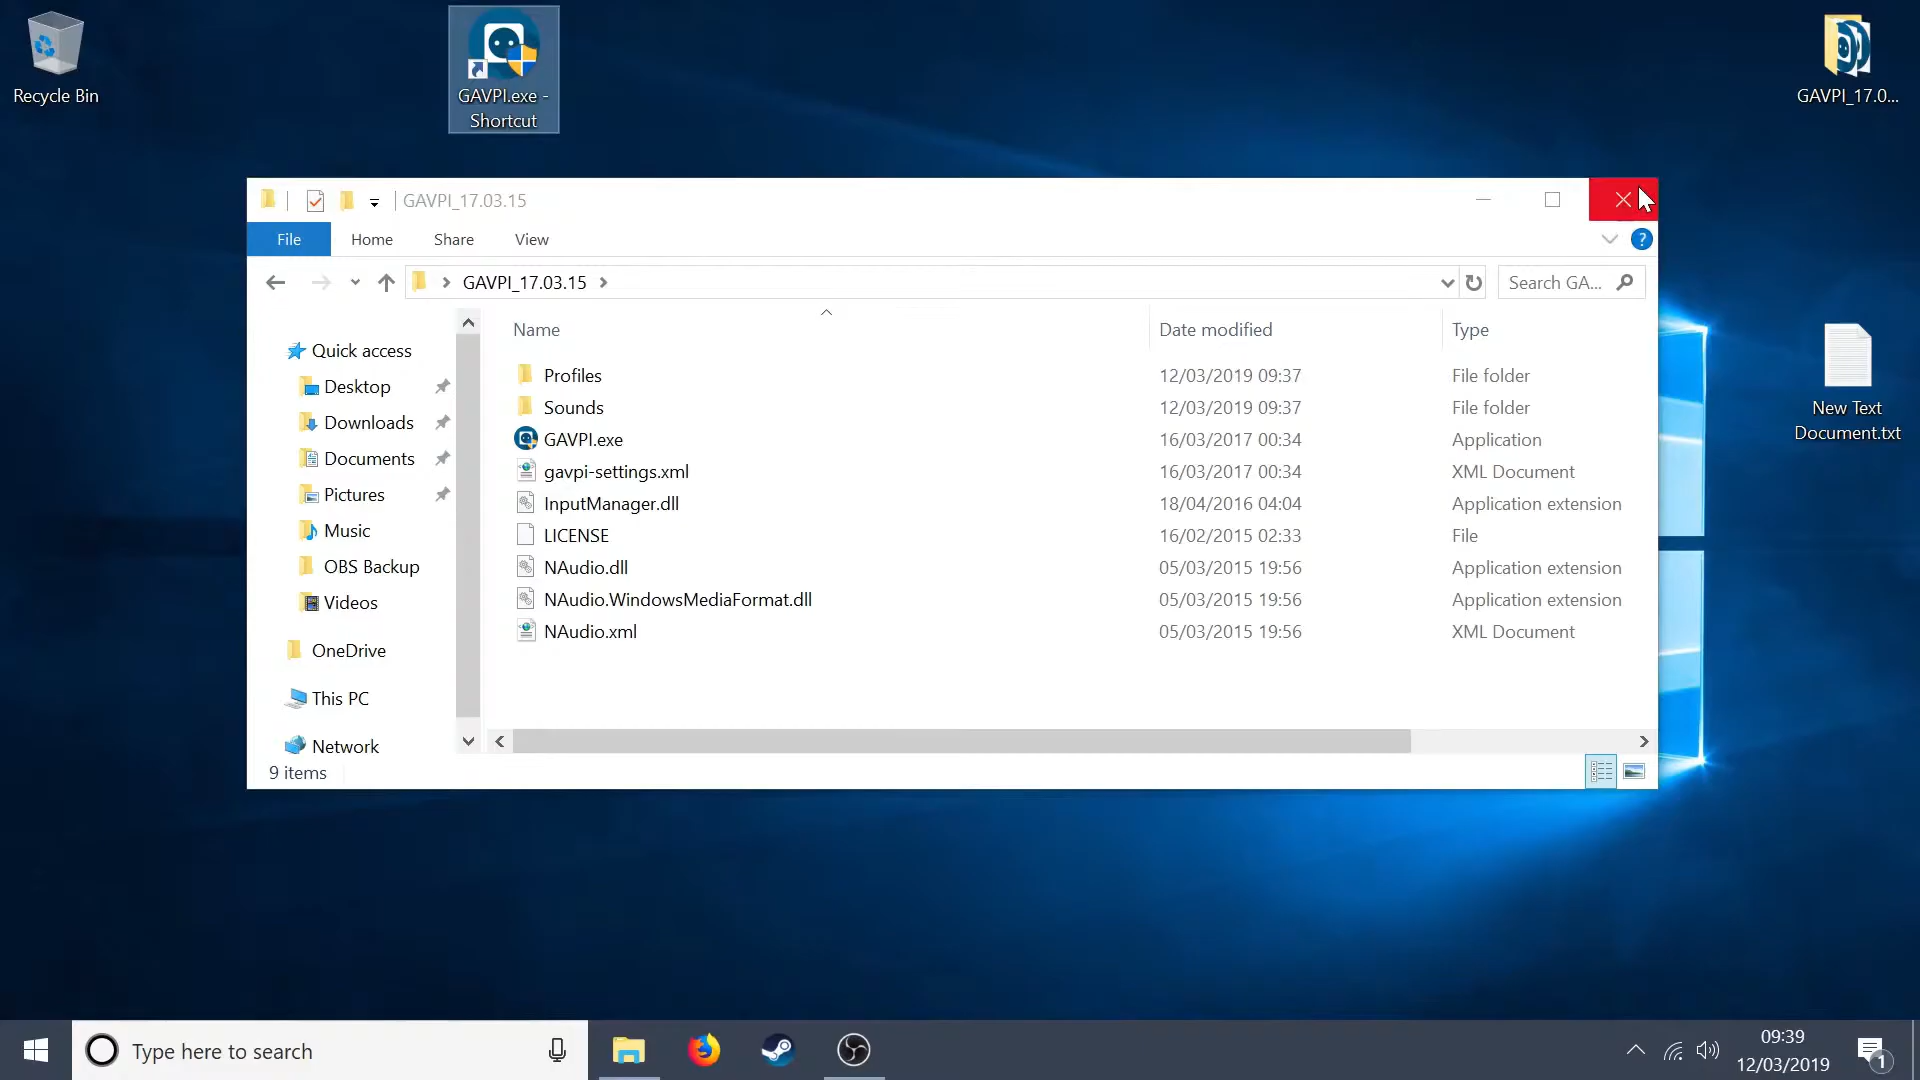 Recycle Bin
GAVPI.exe -
Shortcut
GAVPI_17.0...
GAVPI_17.03.15
File
Home
Share
View
?
GAVPI_17.03.15
Search GA...
Name
Date modified
Type
Quick access
Desktop
Downloads
Documents
Pictures
Music
OBS Backup
Videos
OneDrive
This PC
Network
Profiles 12/03/2019 09:37 File folder
Sounds 12/03/2019 09:37 File folder
GAVPI.exe 16/03/2017 00:34 Application
gavpi-settings.xml 16/03/2017 00:34 XML Document
InputManager.dll 18/04/2016 04:04 Application extension
LICENSE 16/02/2015 02:33 File
NAudio.dll 05/03/2015 19:56 Application extension
NAudio.WindowsMediaFormat.dll 05/03/2015 19:56 Application extension
NAudio.xml 05/03/2015 19:56 XML Document
9 items
New Text
Document.txt
Type here to search
09:39
12/03/2019
1